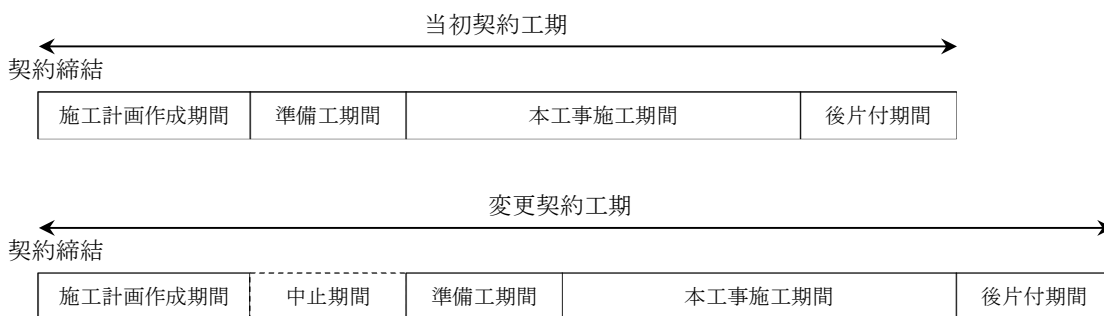 当初契約工期
契約締結
施工計画作成期間 準備工期間 本工事施工期間 後片付期間
変更契約工期
契約締結
施工計画作成期間 中止期間 準備工期間 本工事施工期間 後片付期間